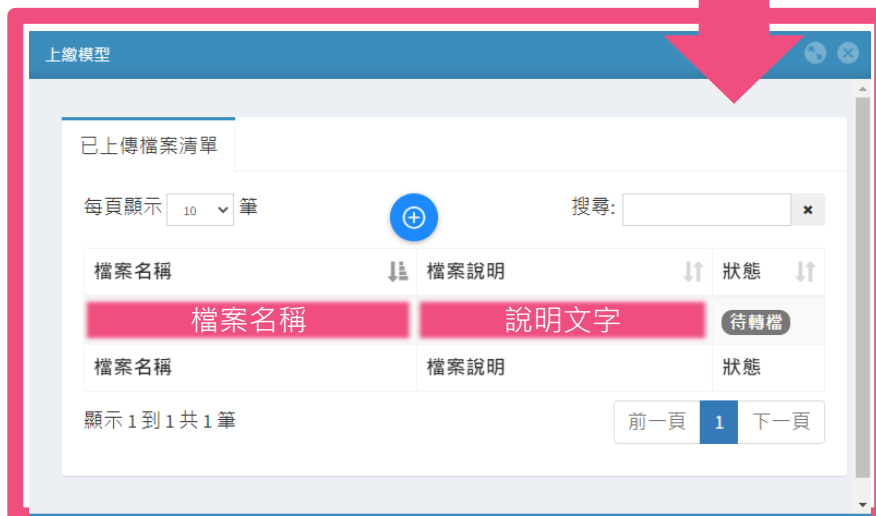 上繳模型
已上傳檔案清單
每頁顯示 10 筆 搜尋:
檔案名稱 檔案說明 狀態
檔案名稱 說明文字 待轉檔
檔案名稱 檔案說明 狀態
顯示 1 到 1 共 1 筆 前一頁 1 下一頁